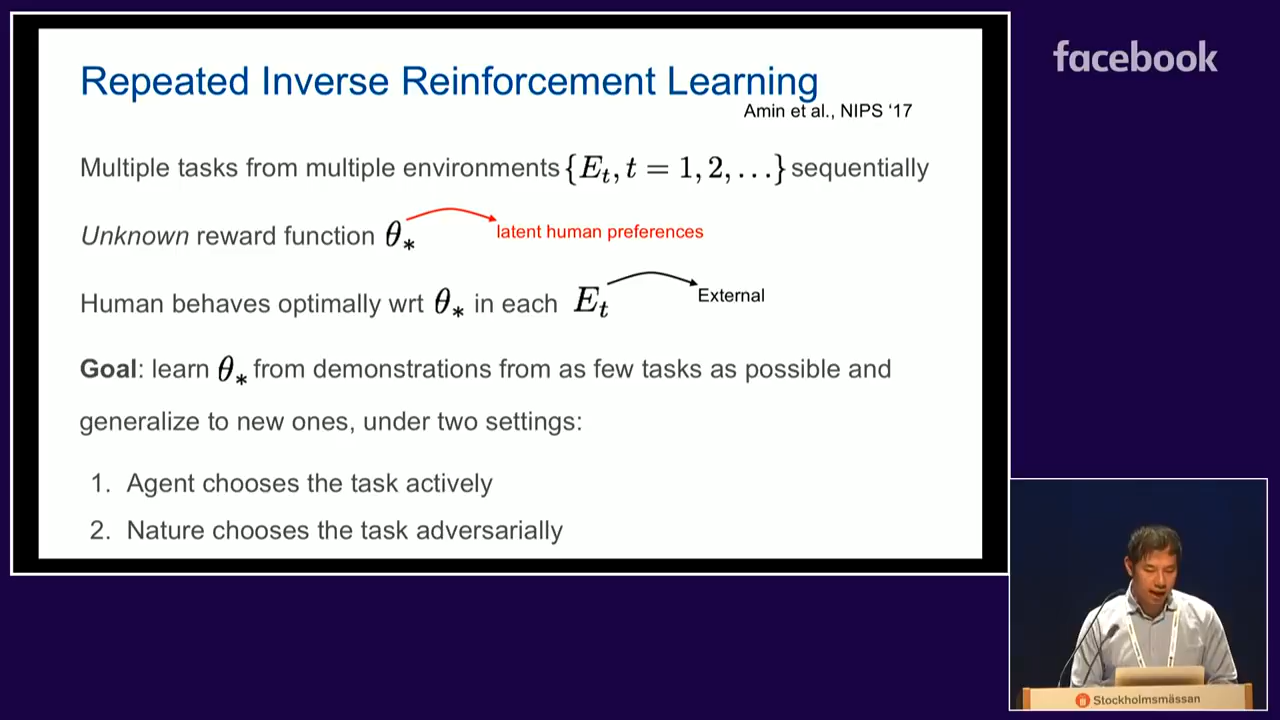 Repeated Inverse Reinforcement Learning
Amin et al., NIPS ‘17
Multiple tasks from multiple environments {E_t, t = 1, 2, . . .} sequentially
Unknown reward function θ_*
latent human preferences
Human behaves optimally wrt θ_* in each E_t
External
Goal: learn θ_* from demonstrations from as few tasks as possible and
generalize to new ones, under two settings:
1. Agent chooses the task actively
2. Nature chooses the task adversarially
facebook
Stockholmsmässan